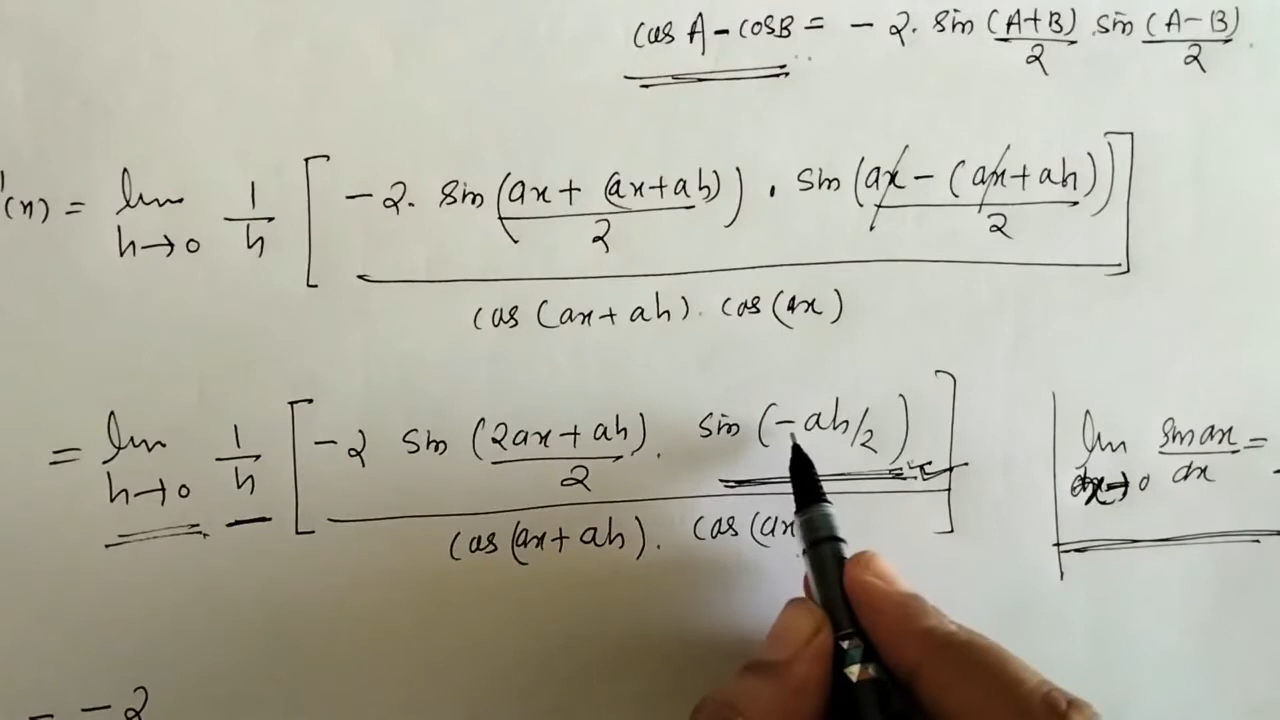 cos A - cos B = - 2. sin (A+B)/2 . sin (A-B)/2.
'(x) = lim h→0 1/h [ -2. sin (ax + (ax+ah))/2 . sin (ax - (ax+ah))/2 ]
cos (ax+ah). cos (ax)
= lim h→0 1/h [ -2 sin (2ax+ah)/2 . sin (-ah/2) ]
cos (ax+ah). cos (ax
lim ax→0 sin ax / ax =
= -2